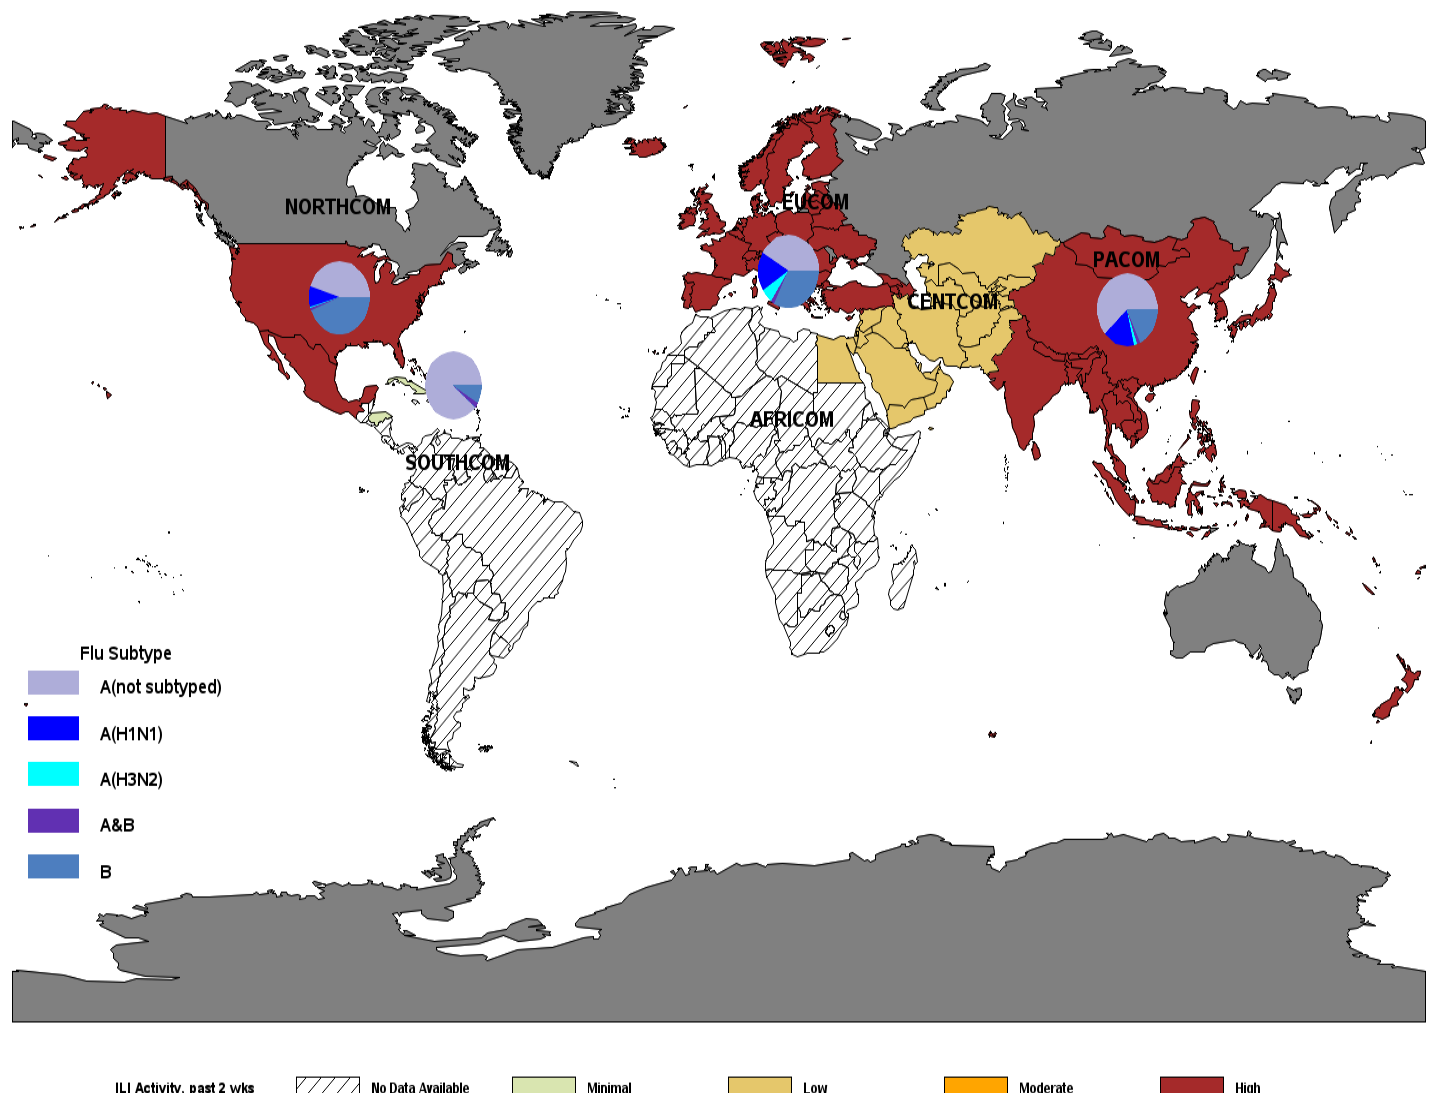 NORTHCOM
EUCOM
PACOM
CENTCOM
AFRICOM
SOUTHCOM
Flu Subtype
A(not subtyped)
A(H1N1)
A(H3N2)
A&B
B
ILI Activity, past 2 wks No Data Available Minimal Low Moderate High